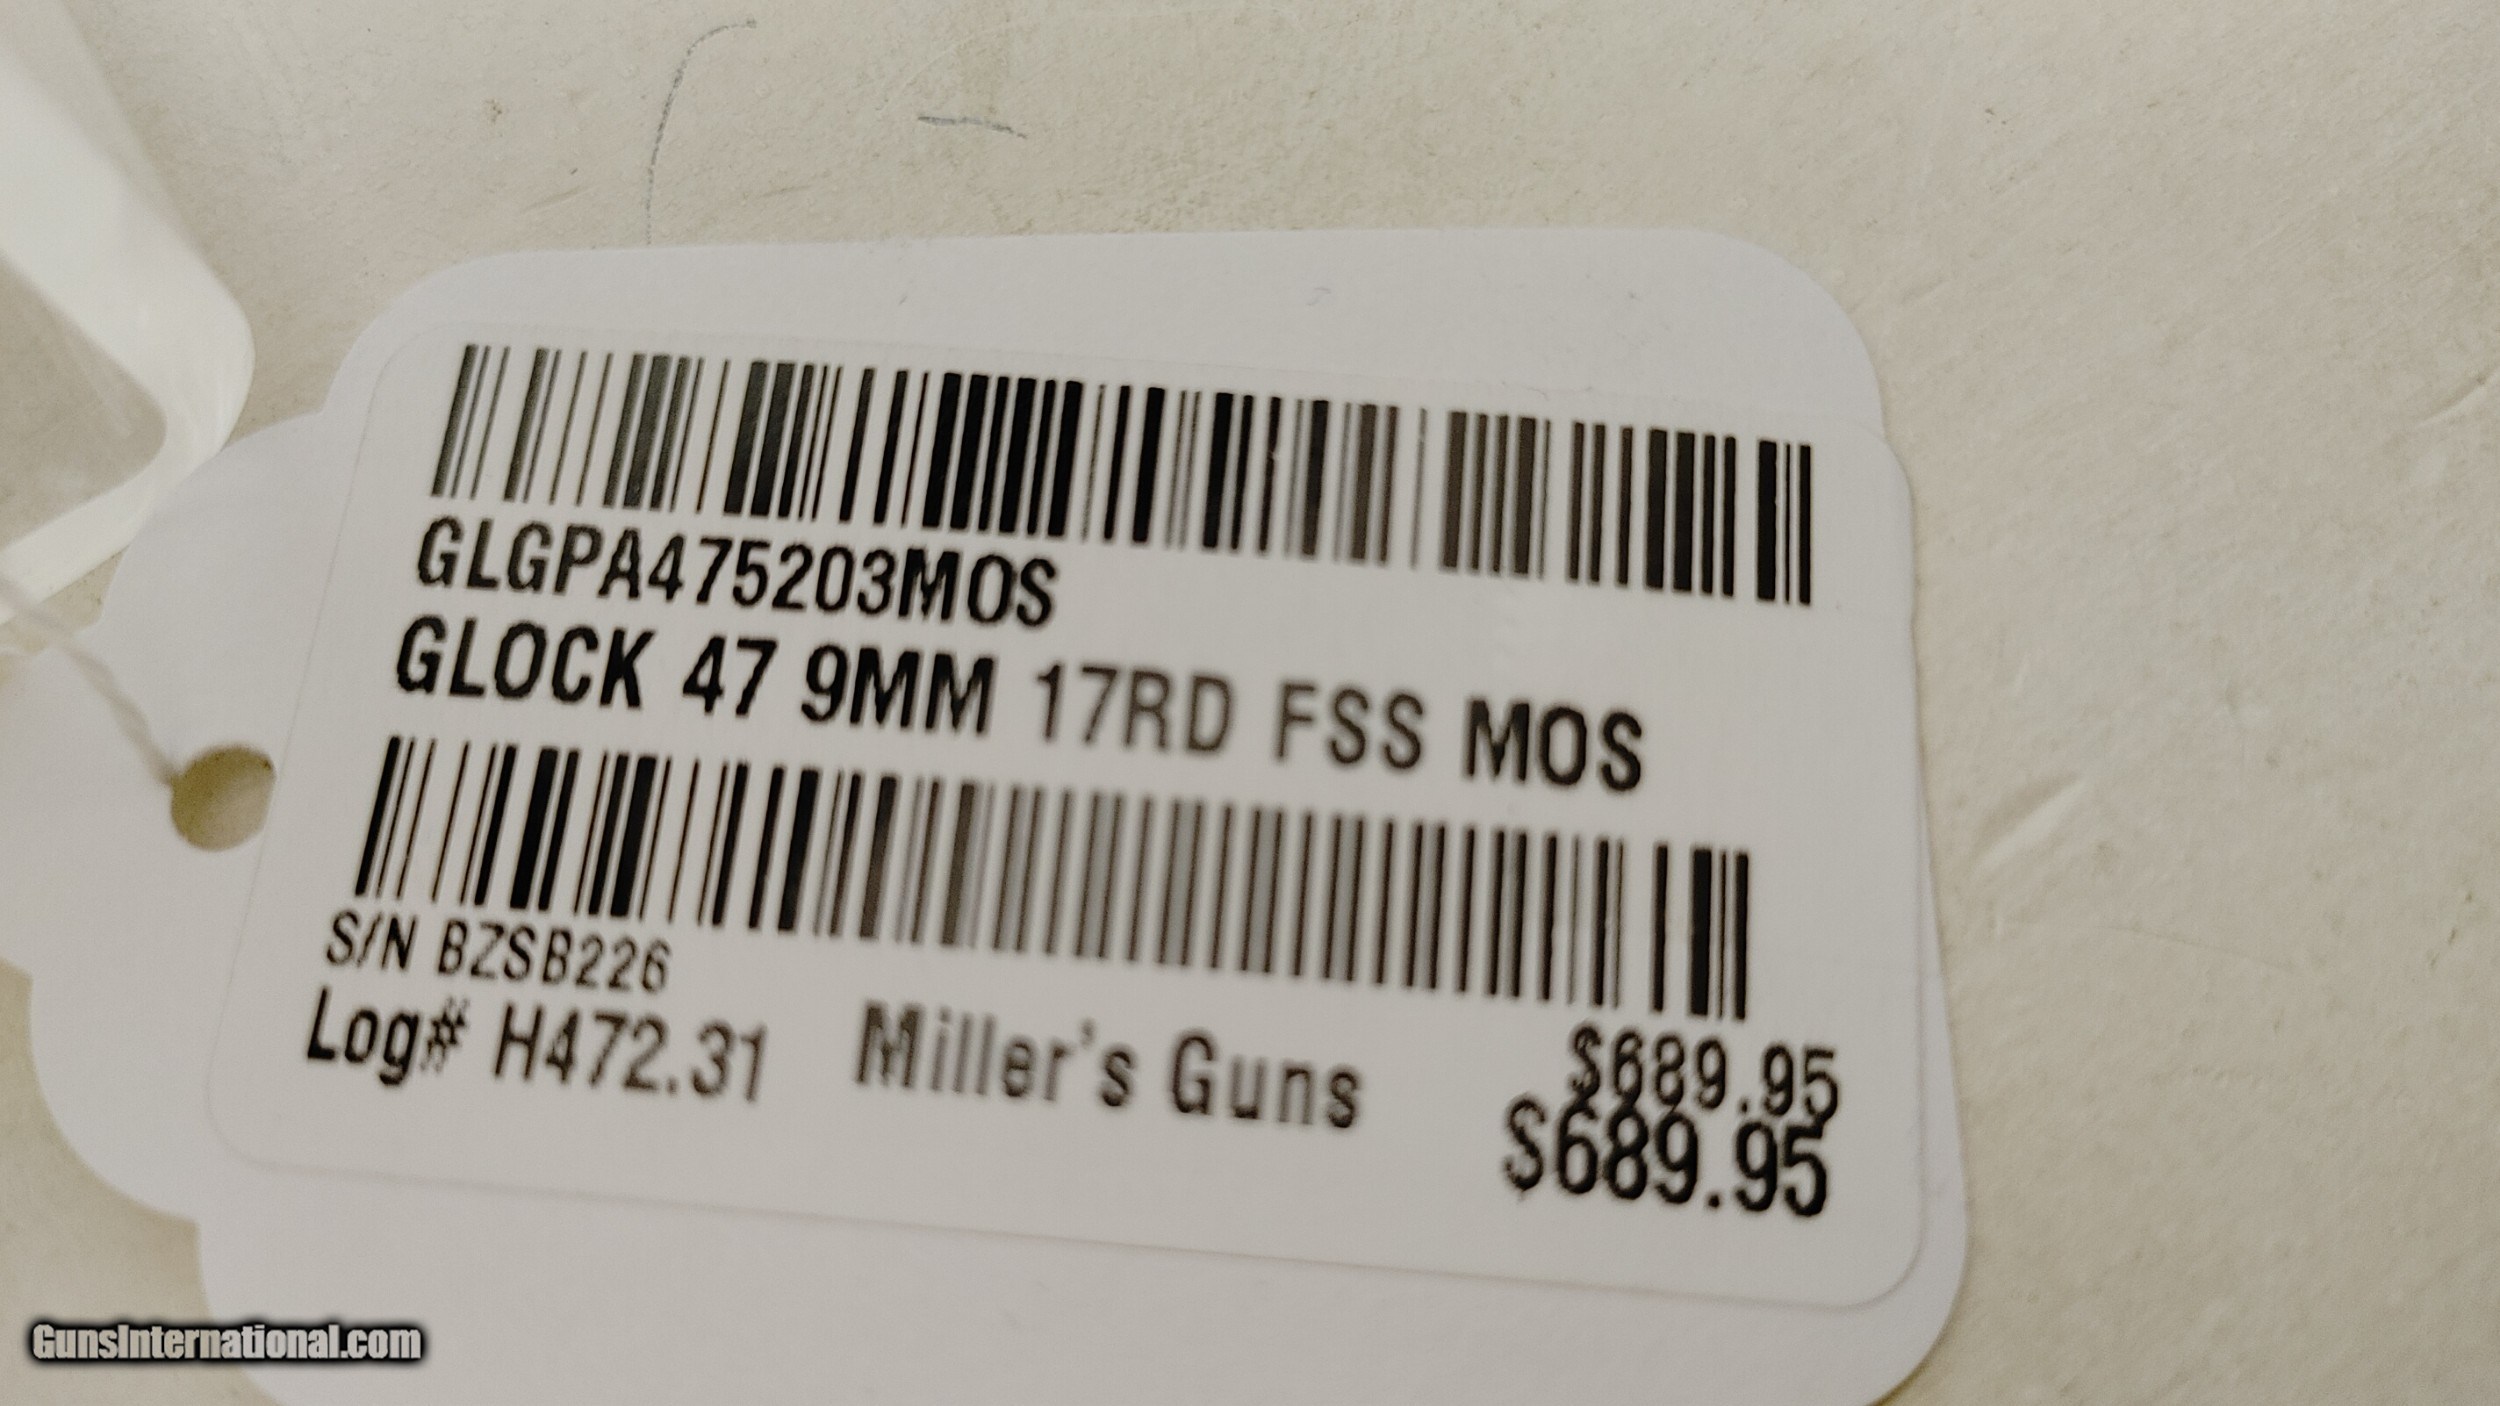 GLGPA475203MOS
GLOCK 47 9MM 17RD FSS MOS
S/N BZSB226
Log# H472.31 Miller's Guns $689.95
$689.95
GunsInternational.com